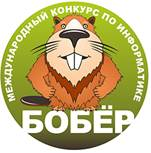 МЕЖДУНАРОДНЫЙ КОНКУРС ПО ИНФОРМАТИКЕ
БОБЁР